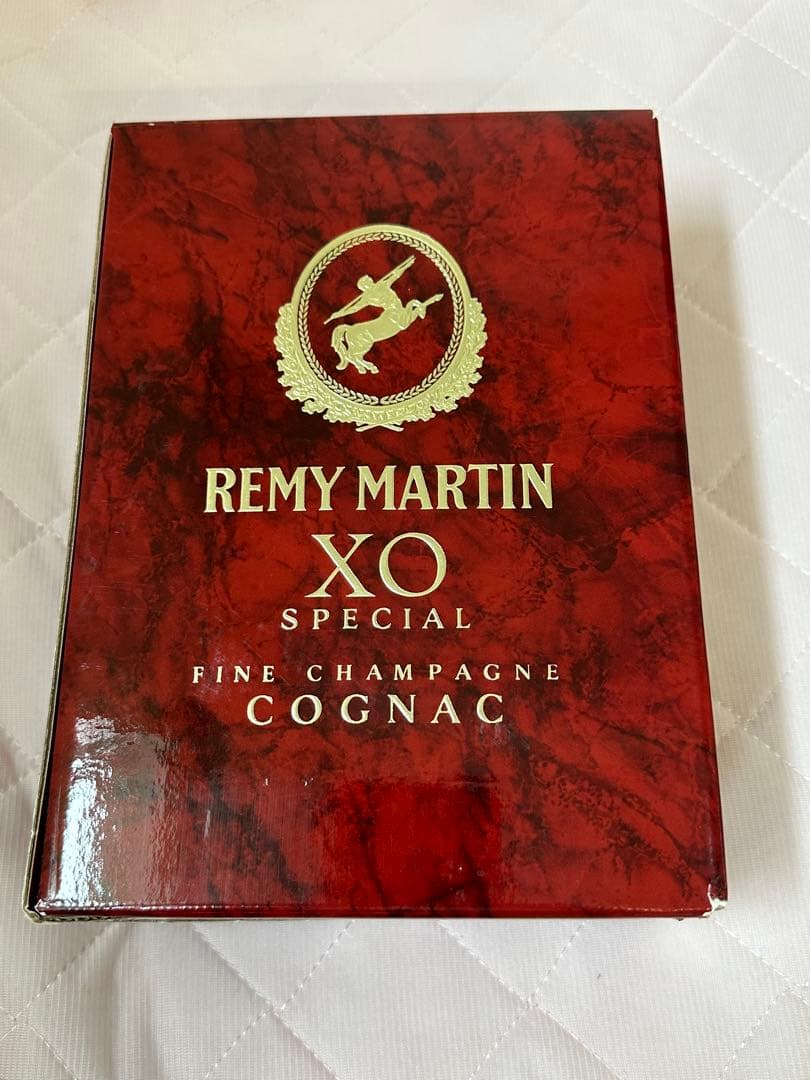 REMY MARTIN
XO
SPECIAL
FINE CHAMPAGNE
COGNAC